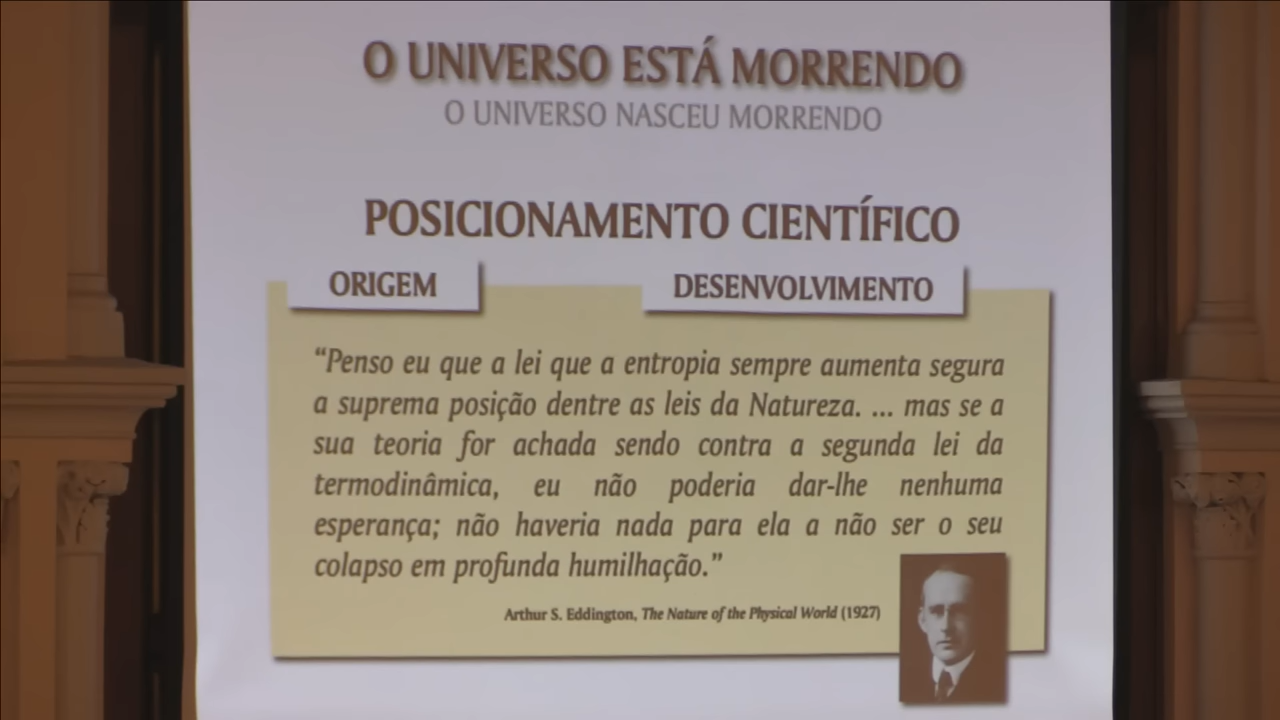 O UNIVERSO ESTÁ MORRENDO
O UNIVERSO NASCEU MORRENDO
POSICIONAMENTO CIENTÍFICO
ORIGEM
DESENVOLVIMENTO
“Penso eu que a lei que a entropia sempre aumenta segura
a suprema posição dentre as leis da Natureza. ... mas se a
sua teoria for achada sendo contra a segunda lei da
termodinâmica, eu não poderia dar-lhe nenhuma
esperança; não haveria nada para ela a não ser o seu
colapso em profunda humilhação.”
Arthur S. Eddington, The Nature of the Physical World (1927)